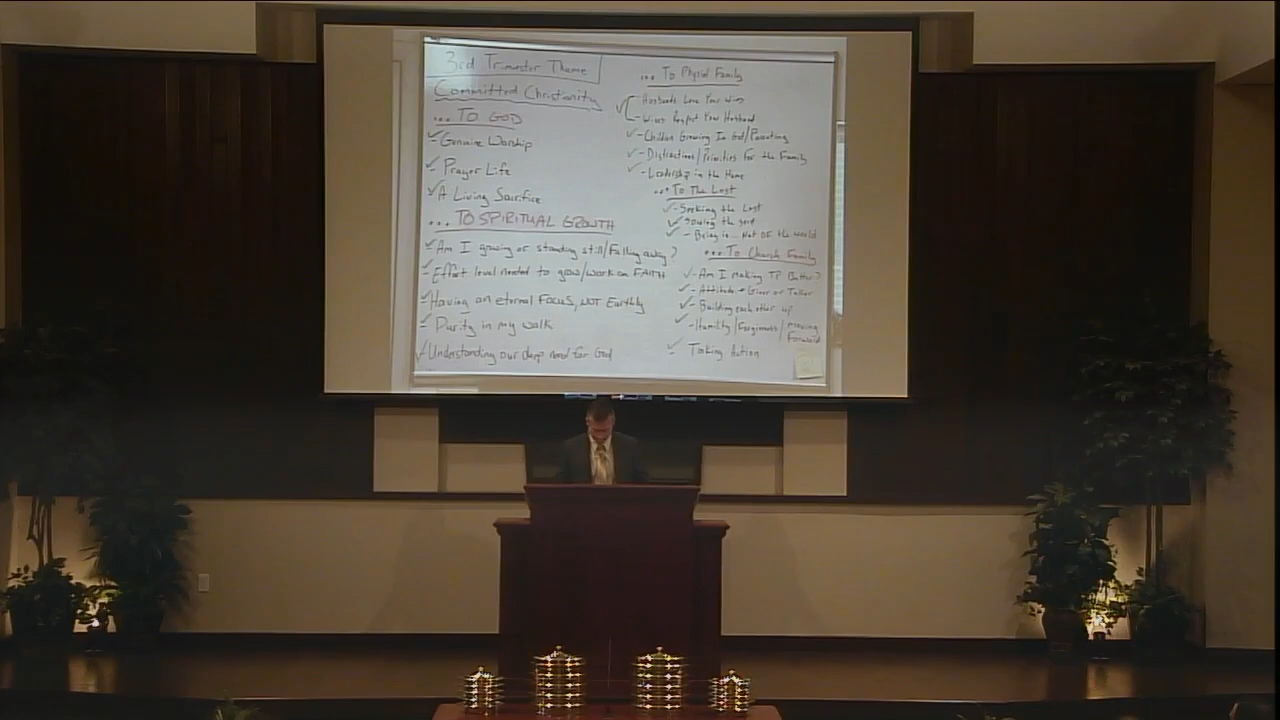 3rd Trimester Theme
Committed Christianity
... TO GOD
- Genuine Worship
- Prayer Life
- A Living Sacrifice
... TO SPIRITUAL GROWTH
- Am I growing or standing still/falling away?
- Effort level needed to grow/work on FAITH
- Having an eternal FOCUS, NOT Earthly
- Purity in my walk
- Understanding our deep need for God
... To Physical Family
- Husbands Love Your Wives
- Wives Respect Your Husband
- Children Growing In God/Parenting
- Distractions/Priorities For the Family
- Leadership in the Home
... To The Lost
- Seeking the Lost
- Sowing the seed
- Being in... Not OF the world
... To Church Family
- Am I making TP Better?
- Attitude → Giver or Taker
- Building each other up
- Humility/Forgiveness/moving
Forward
- Taking Action